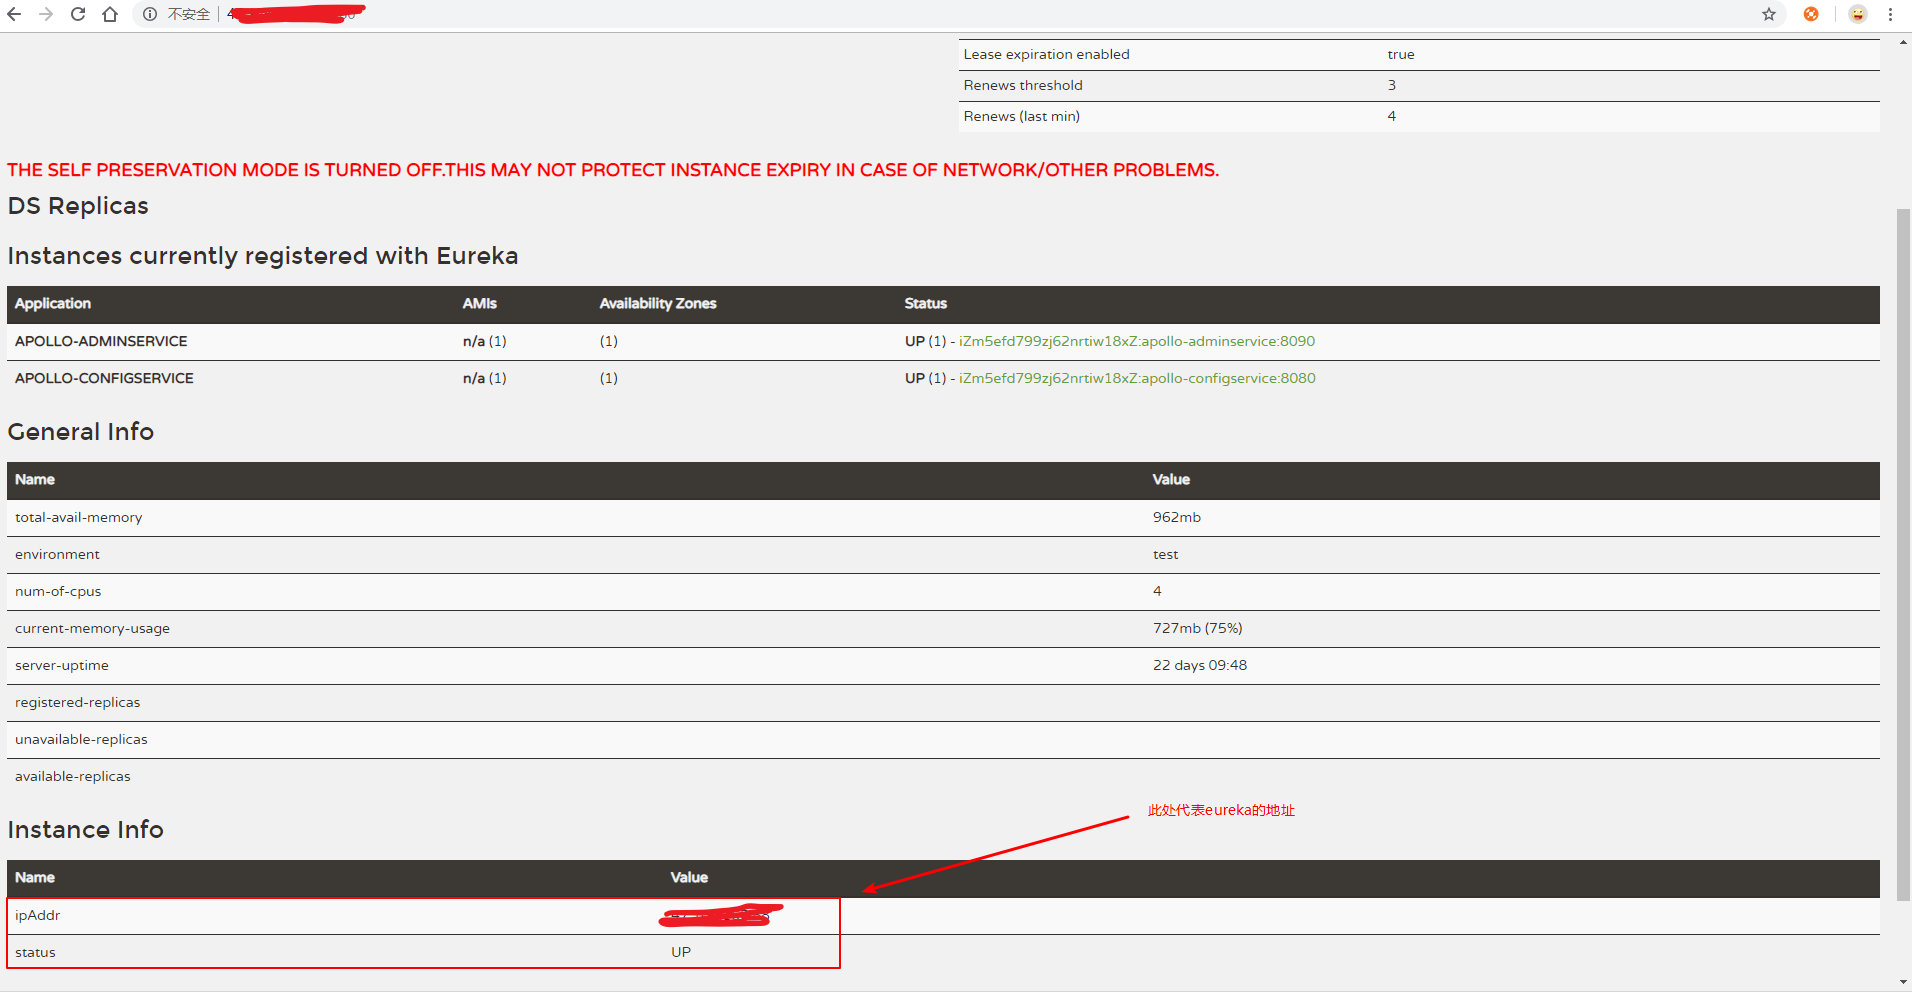 不安全
Lease expiration enabled true
Renews threshold 3
Renews (last min) 4
THE SELF PRESERVATION MODE IS TURNED OFF.THIS MAY NOT PROTECT INSTANCE EXPIRY IN CASE OF NETWORK/OTHER PROBLEMS.
DS Replicas
Instances currently registered with Eureka
Application AMIs Availability Zones Status
APOLLO-ADMINSERVICE n/a (1) (1) UP (1) - iZm5efd799zj62nrtiw18xZ:apollo-adminservice:8090
APOLLO-CONFIGSERVICE n/a (1) (1) UP (1) - iZm5efd799zj62nrtiw18xZ:apollo-configservice:8080
General Info
Name Value
total-avail-memory 962mb
environment test
num-of-cpus 4
current-memory-usage 727mb (75%)
server-uptime 22 days 09:48
registered-replicas
unavailable-replicas
available-replicas
此处代表eureka的地址
Instance Info
Name Value
ipAddr
status UP